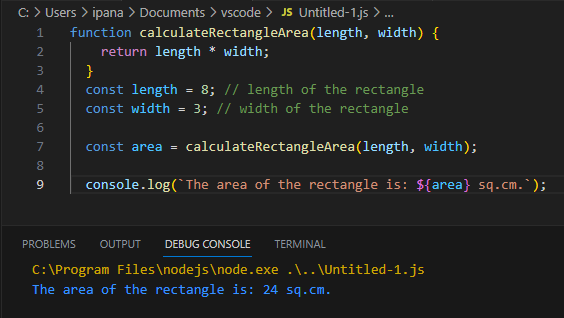 C: > Users > ipana > Documents > vscode > JS Untitled-1.js > ...
1 function calculateRectangleArea(length, width) {
2 return length * width;
3 }
4 const length = 8; // length of the rectangle
5 const width = 3; // width of the rectangle
6
7 const area = calculateRectangleArea(length, width);
8
9 console.log(`The area of the rectangle is: ${area} sq.cm.`);
PROBLEMS OUTPUT DEBUG CONSOLE TERMINAL
C:\Program Files\nodejs\node.exe .\..\Untitled-1.js
The area of the rectangle is: 24 sq.cm.